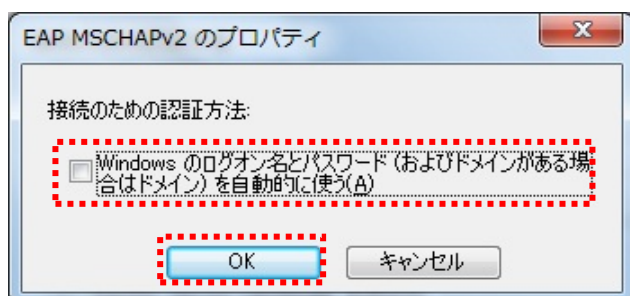 EAP MSCHAPv2 のプロパティ
接続のための認証方法:
Windows のログオン名とパスワード (およびドメインがある場
合はドメイン) を自動的に使う(A)
OK キャンセル